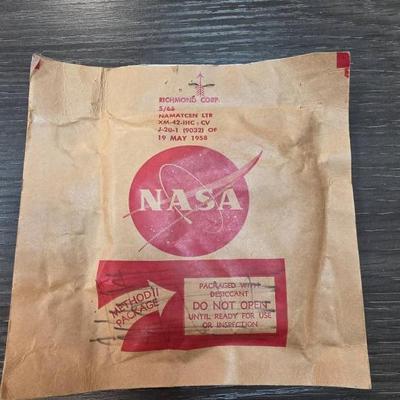 RICHMOND CORP.
5/66
NAMATCEN LTR
XM-42-IHC-CV
J-20-1 (9032) OF
19 MAY 1958
NASA
METHOD II
PACKAGE
PACKAGED WITH
DESICCANT
DO NOT OPEN
UNTIL READY FOR USE
OR INSPECTION